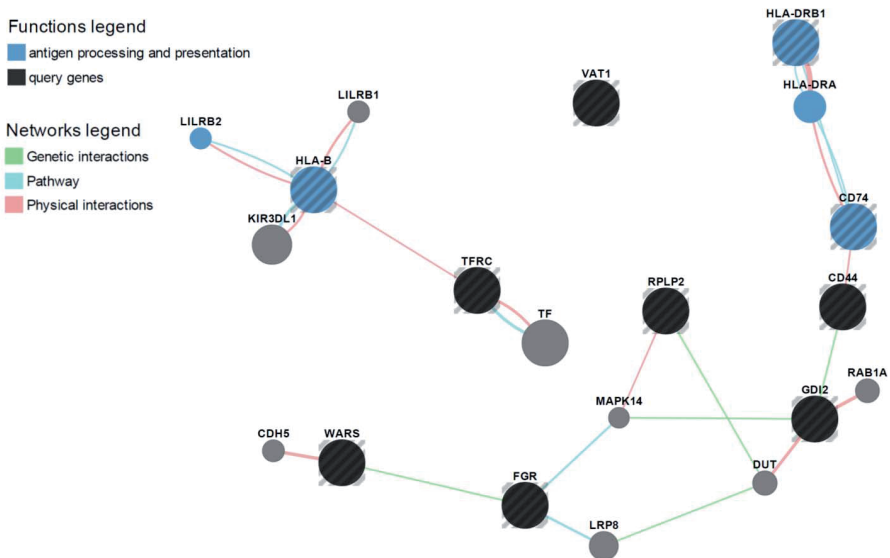 Functions legend
antigen processing and presentation
query genes
Networks legend
Genetic interactions
Pathway
Physical interactions
HLA-DRB1
VAT1
HLA-DRA
LILRB1
LILRB2
HLA-B
CD74
KIR3DL1
TFRC
RPLP2
CD44
TF
RAB1A
GDI2
MAPK14
CDH5
WARS
DUT
FGR
LRP8